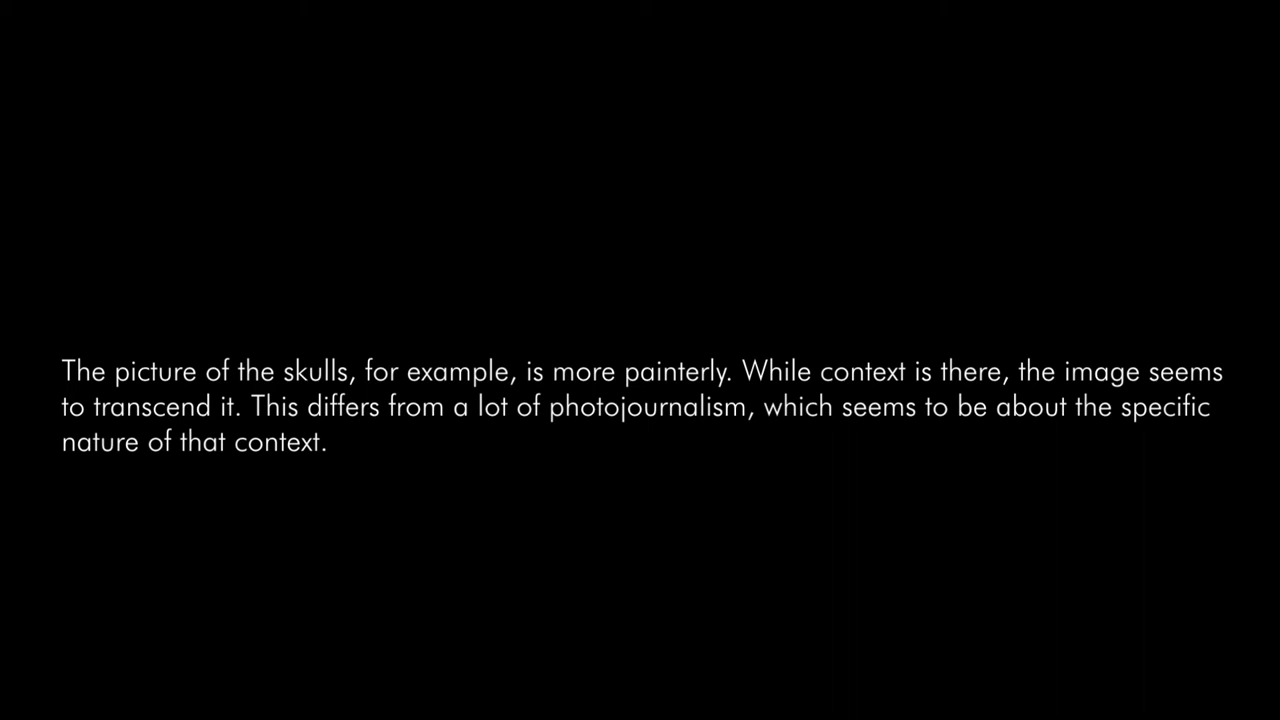 The picture of the skulls, for example, is more painterly. While context is there, the image seems
to transcend it. This differs from a lot of photojournalism, which seems to be about the specific
nature of that context.